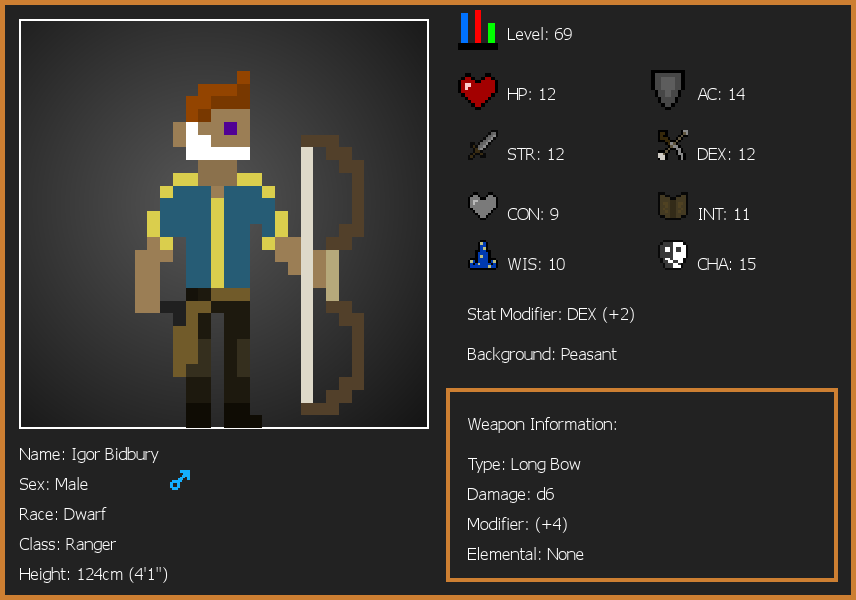 Level: 69
HP: 12
AC: 14
STR: 12
DEX: 12
CON: 9
INT: 11
WIS: 10
CHA: 15
Stat Modifier: DEX (+2)
Background: Peasant
Weapon Information:
Type: Long Bow
Damage: d6
Modifier: (+4)
Elemental: None
Name: Igor Bidbury
Sex: Male
Race: Dwarf
Class: Ranger
Height: 124cm (4'1")